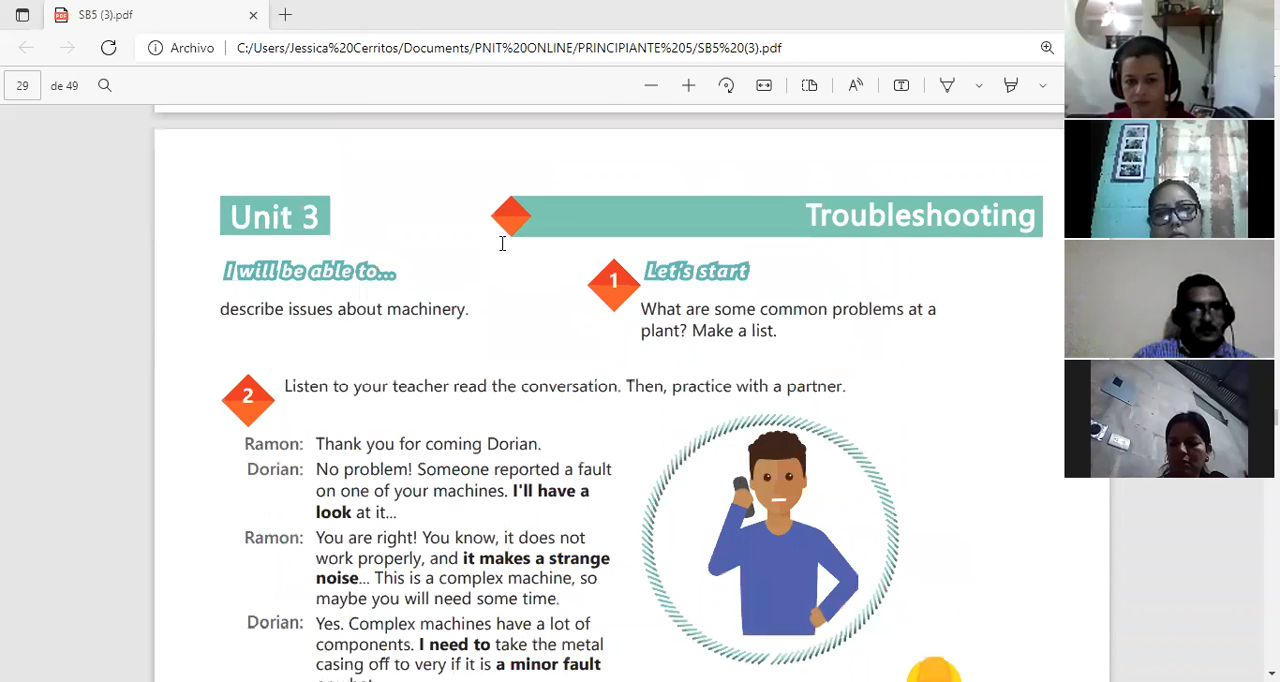 SB5 (3).pdf
Archivo
C:/Users/Jessica%20Cerritos/Documents/PNIT%20ONLINE/PRINCIPIANTE%205/SB5%20(3).pdf
29
de 49
Unit 3
Troubleshooting
I will be able to...
describe issues about machinery.
1
Let's start
What are some common problems at a
plant? Make a list.
2
Listen to your teacher read the conversation. Then, practice with a partner.
Ramon: Thank you for coming Dorian.
Dorian: No problem! Someone reported a fault
on one of your machines. I'll have a
look at it...
Ramon: You are right! You know, it does not
work properly, and it makes a strange
noise... This is a complex machine, so
maybe you will need some time.
Dorian: Yes. Complex machines have a lot of
components. I need to take the metal
casing off to very if it is a minor fault